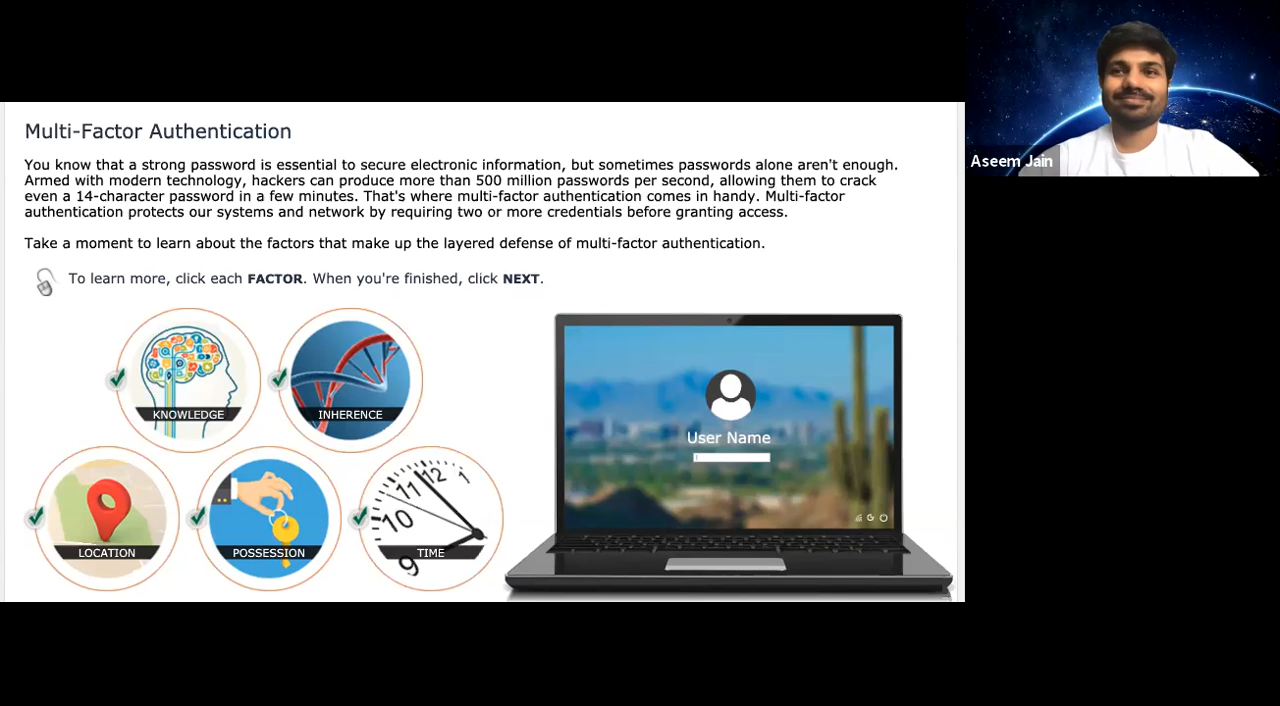 Multi-Factor Authentication
You know that a strong password is essential to secure electronic information, but sometimes passwords alone aren't enough.
Armed with modern technology, hackers can produce more than 500 million passwords per second, allowing them to crack
even a 14-character password in a few minutes. That's where multi-factor authentication comes in handy. Multi-factor
authentication protects our systems and network by requiring two or more credentials before granting access.
Take a moment to learn about the factors that make up the layered defense of multi-factor authentication.
To learn more, click each FACTOR. When you're finished, click NEXT.
KNOWLEDGE
INHERENCE
LOCATION
POSSESSION
12
1
11
10
9
TIME
User Name
Aseem Jain